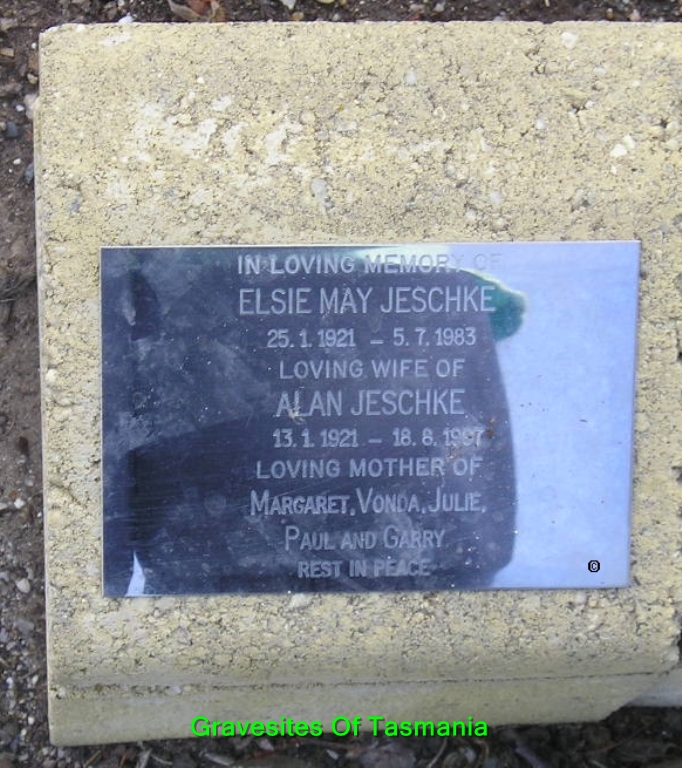 IN LOVING MEMORY OF
ELSIE MAY JESCHKE
25.1.1921 – 5.7.1983
LOVING WIFE OF
ALAN JESCHKE
13.1.1921 – 18.8.1997
LOVING MOTHER OF
MARGARET, VONDA, JULIE,
PAUL AND GARRY
REST IN PEACE
©
Gravesites Of Tasmania